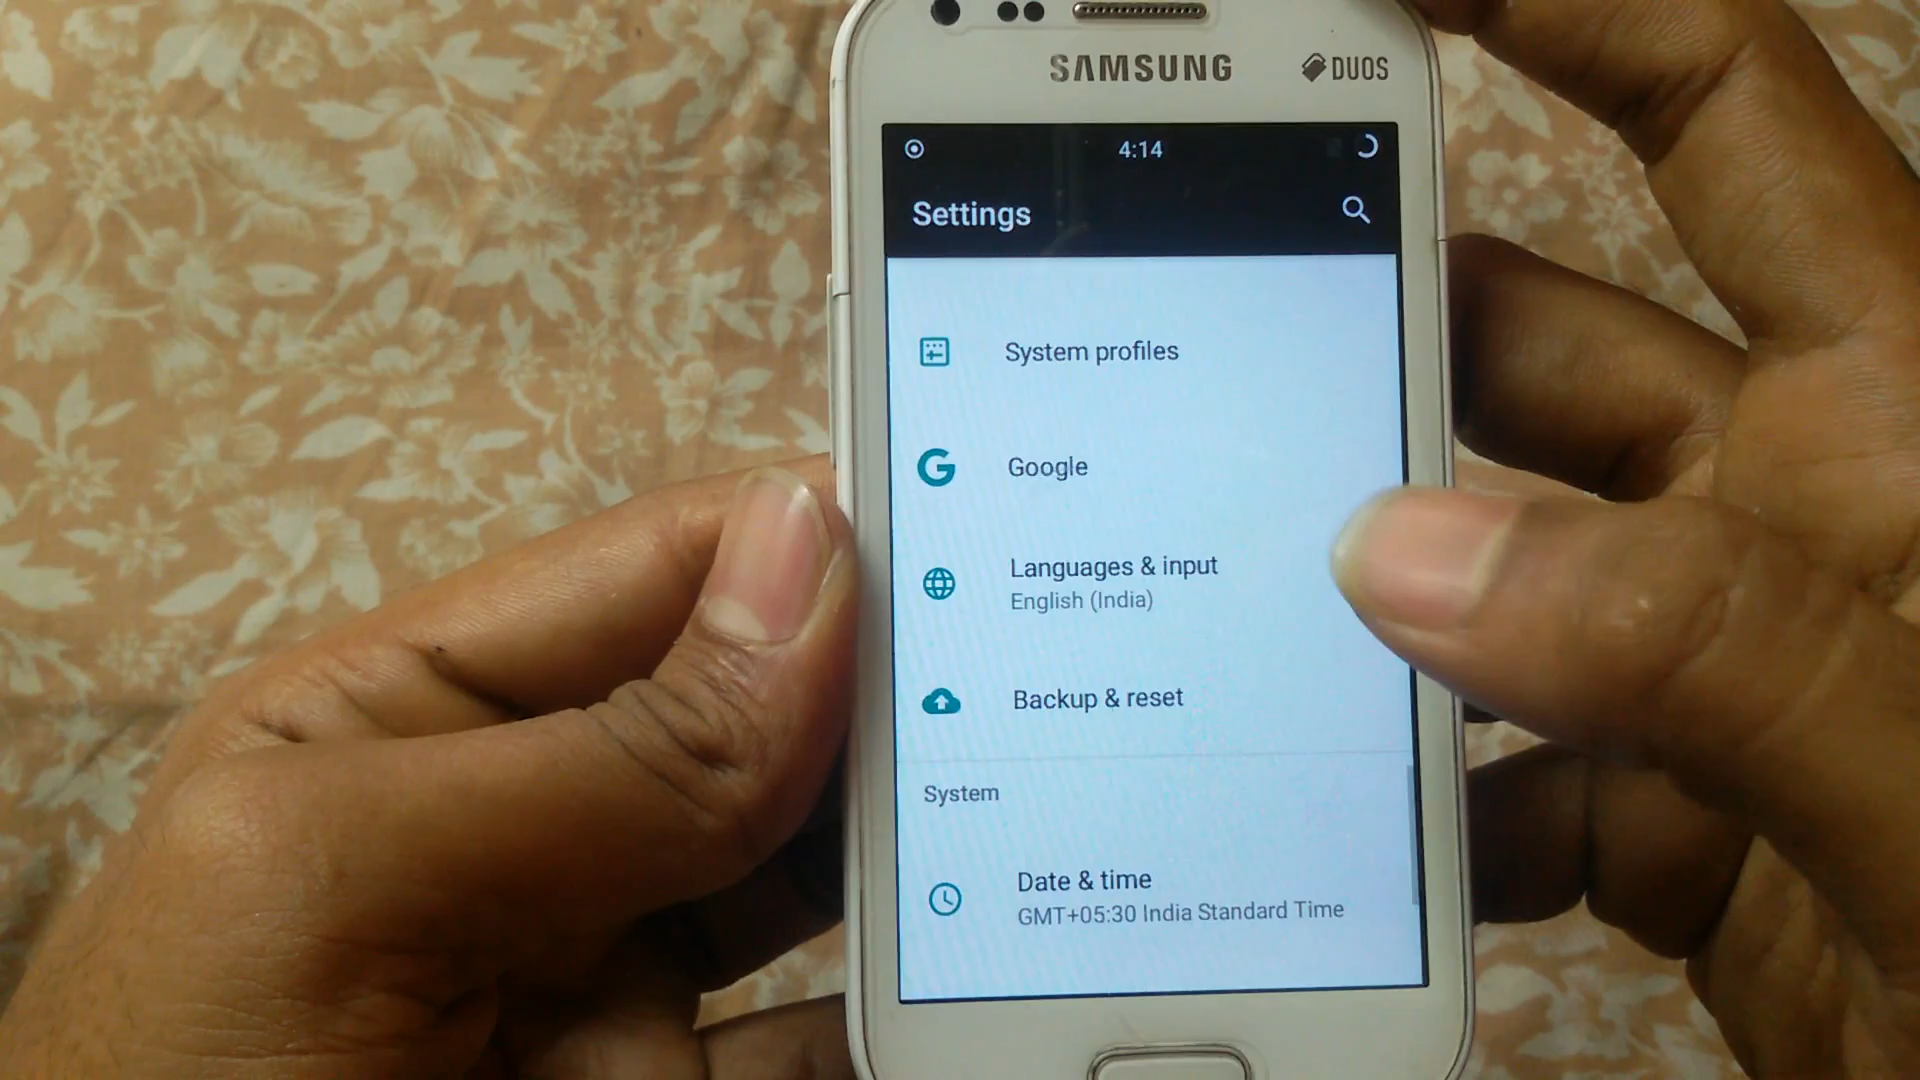 SAMSUNG
DUOS
4:14
Settings
System profiles
Google
Languages & input
English (India)
Backup & reset
System
Date & time
GMT+05:30 India Standard Time